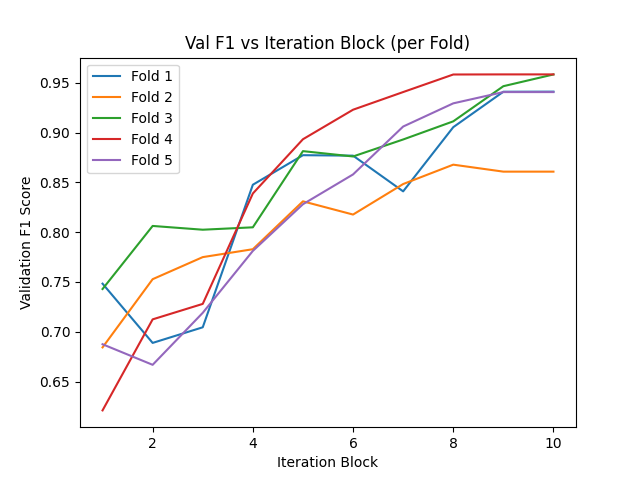 Val F1 vs Iteration Block (per Fold)
Fold 1
Fold 2
Fold 3
Fold 4
Fold 5
0.95
0.90
0.85
0.80
0.75
0.70
0.65
Validation F1 Score
2 4 6 8 10
Iteration Block